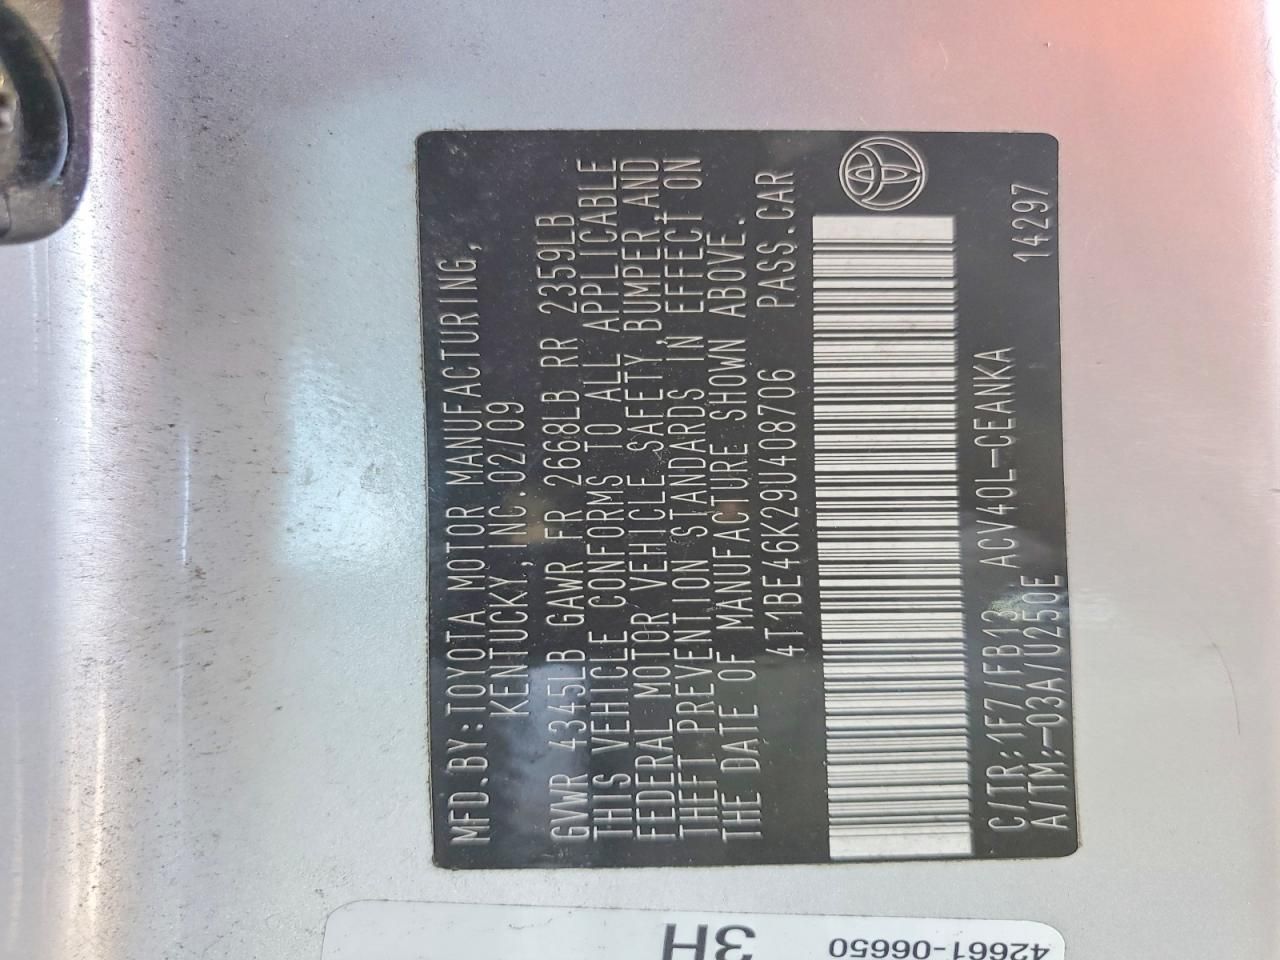 MFD.BY:TOYOTA MOTOR MANUFACTURING,
KENTUCKY,INC.02/09
GVWR 4345LB GAWR FR 2668LB RR 2359LB
THIS VEHICLE CONFORMS TO ALL APPLICABLE
FEDERAL MOTOR VEHICLE SAFETY,BUMPER,AND
THEFT PREVENTION STANDARDS IN EFFECT ON
THE DATE OF MANUFACTURE SHOWN ABOVE.
4T1BE46K29U408706 PASS.CAR
C/TR:1F7/FB13 ACV40L-CEANKA 14297
A/TM:-03A/U250E
3H
42661-06650